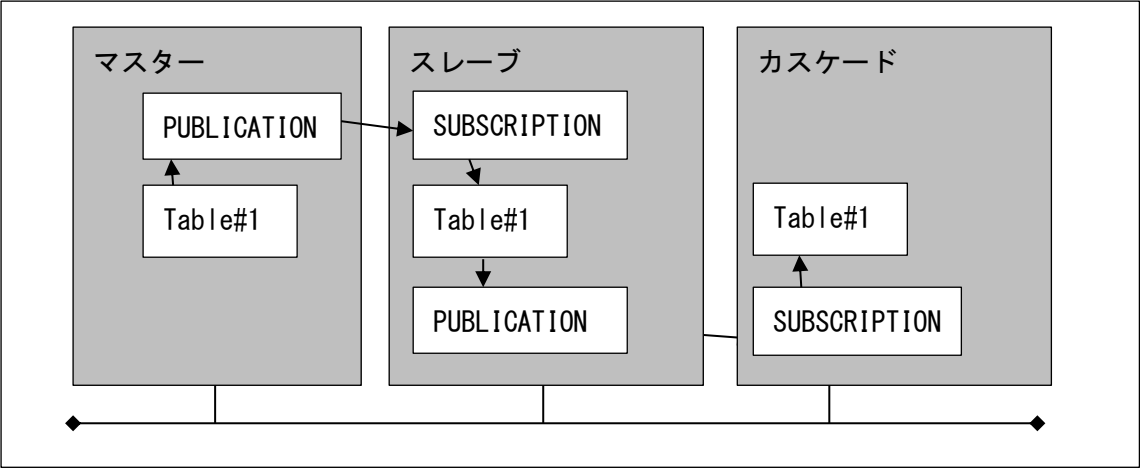 マスター
PUBLICATION
Table#1
スレーブ
SUBSCRIPTION
Table#1
PUBLICATION
カスケード
Table#1
SUBSCRIPTION